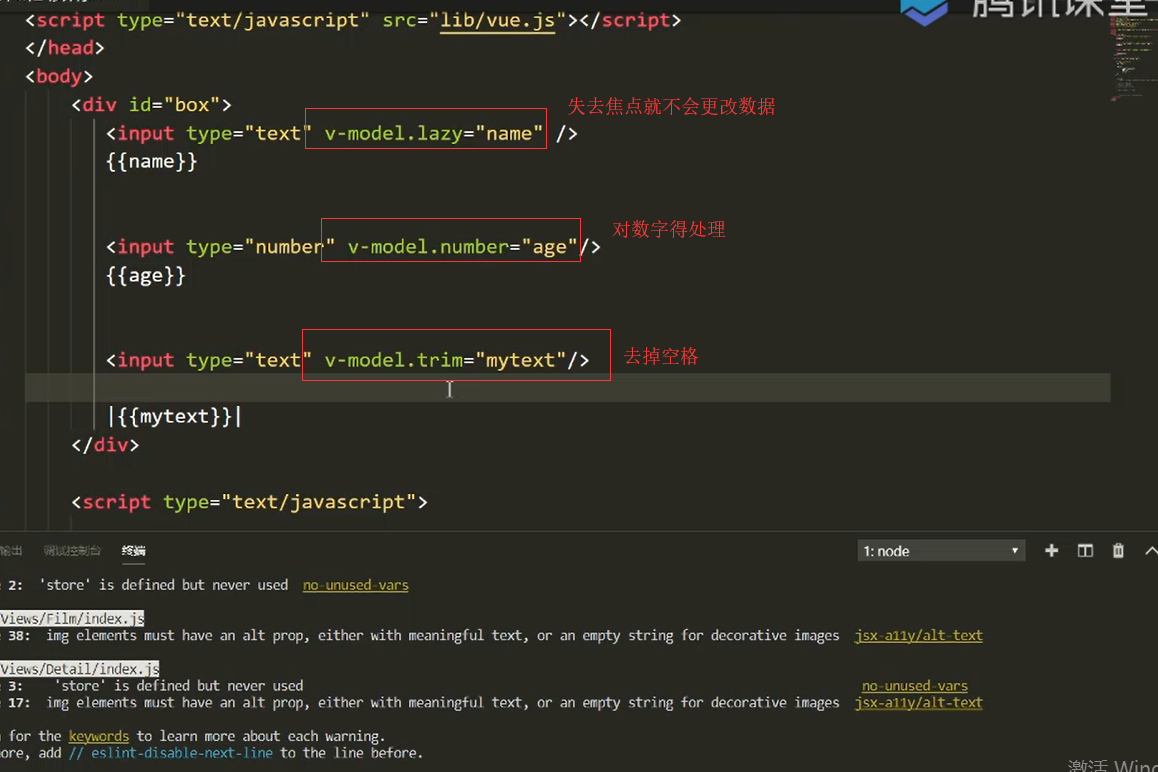 腾讯课堂
<script type="text/javascript" src="lib/vue.js"></script>
</head>
<body>
<div id="box">
<input type="text" v-model.lazy="name" />
失去焦点就不会更改数据
{{name}}
<input type="number" v-model.number="age"/>
对数字得处理
{{age}}
<input type="text" v-model.trim="mytext"/>
去掉空格
|{{mytext}}|
</div>
<script type="text/javascript">
输出 调试控制台 终端
1: node
2: 'store' is defined but never used no-unused-vars
Views/Film/index.js
38: img elements must have an alt prop, either with meaningful text, or an empty string for decorative images jsx-a11y/alt-text
Views/Detail/index.js
3: 'store' is defined but never used no-unused-vars
17: img elements must have an alt prop, either with meaningful text, or an empty string for decorative images jsx-a11y/alt-text
for the keywords to learn more about each warning.
ore, add // eslint-disable-next-line to the line before.
激活 Wind